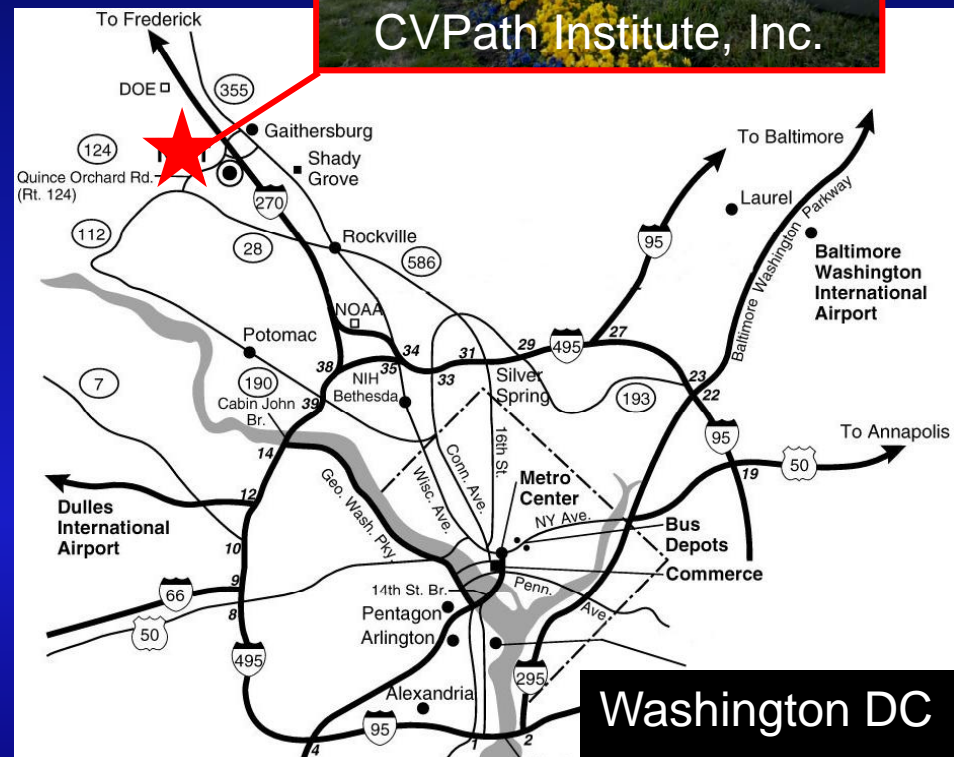 CVPath Institute, Inc.
To Frederick
DOE
355
Gaithersburg
To Baltimore
124
Shady
Grove
Quince Orchard Rd.
(Rt. 124)
Laurel
270
112
28
Rockville
95
586
Baltimore Washington Parkway
Baltimore
Washington
International
Airport
NOAA
Potomac
34
31
29
495
27
38
35
33
7
190
NIH
Bethesda
Silver
Spring
23
22
193
39
Cabin John
Br.
14
16th St.
95
To Annapolis
50
19
Conn. Ave.
Wisc. Ave.
Geo. Wash. Pky.
Metro
Center
NY Ave.
12
Dulles
International
Airport
Bus
Depots
10
Commerce
9
66
14th St. Br.
Penn. Ave.
8
Pentagon
50
Arlington
495
295
Alexandria
95
4
1
2
Washington DC